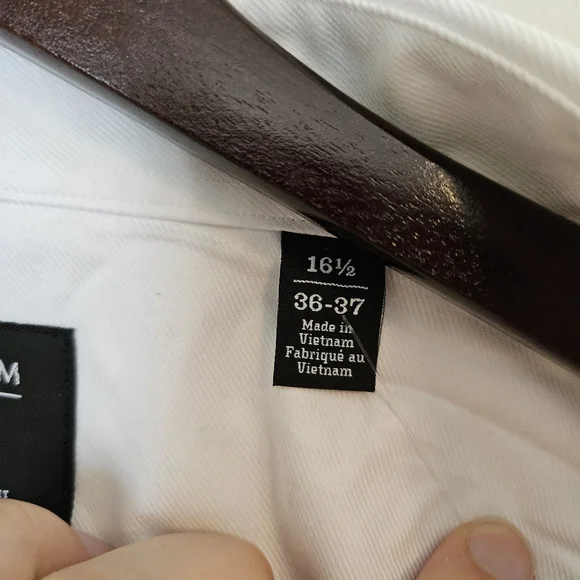 16½
36-37
Made in
Vietnam
Fabriqué au
Vietnam
M